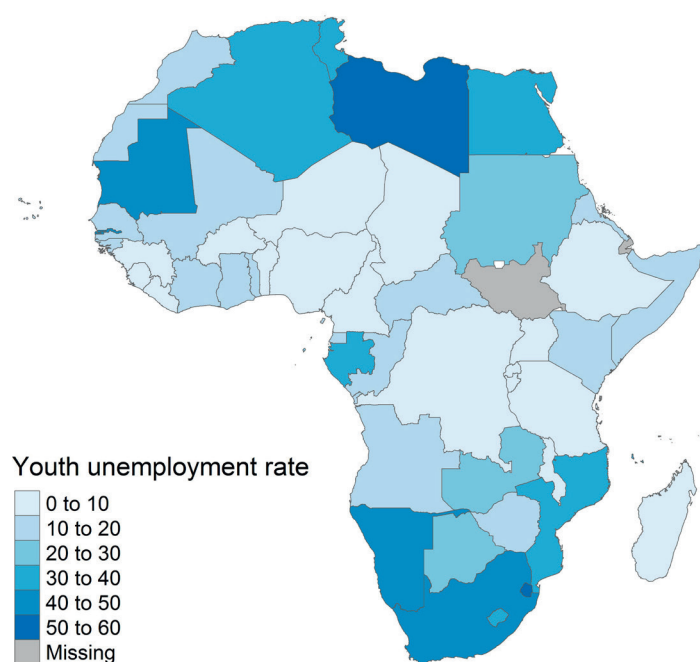 Youth unemployment rate
0 to 10
10 to 20
20 to 30
30 to 40
40 to 50
50 to 60
Missing